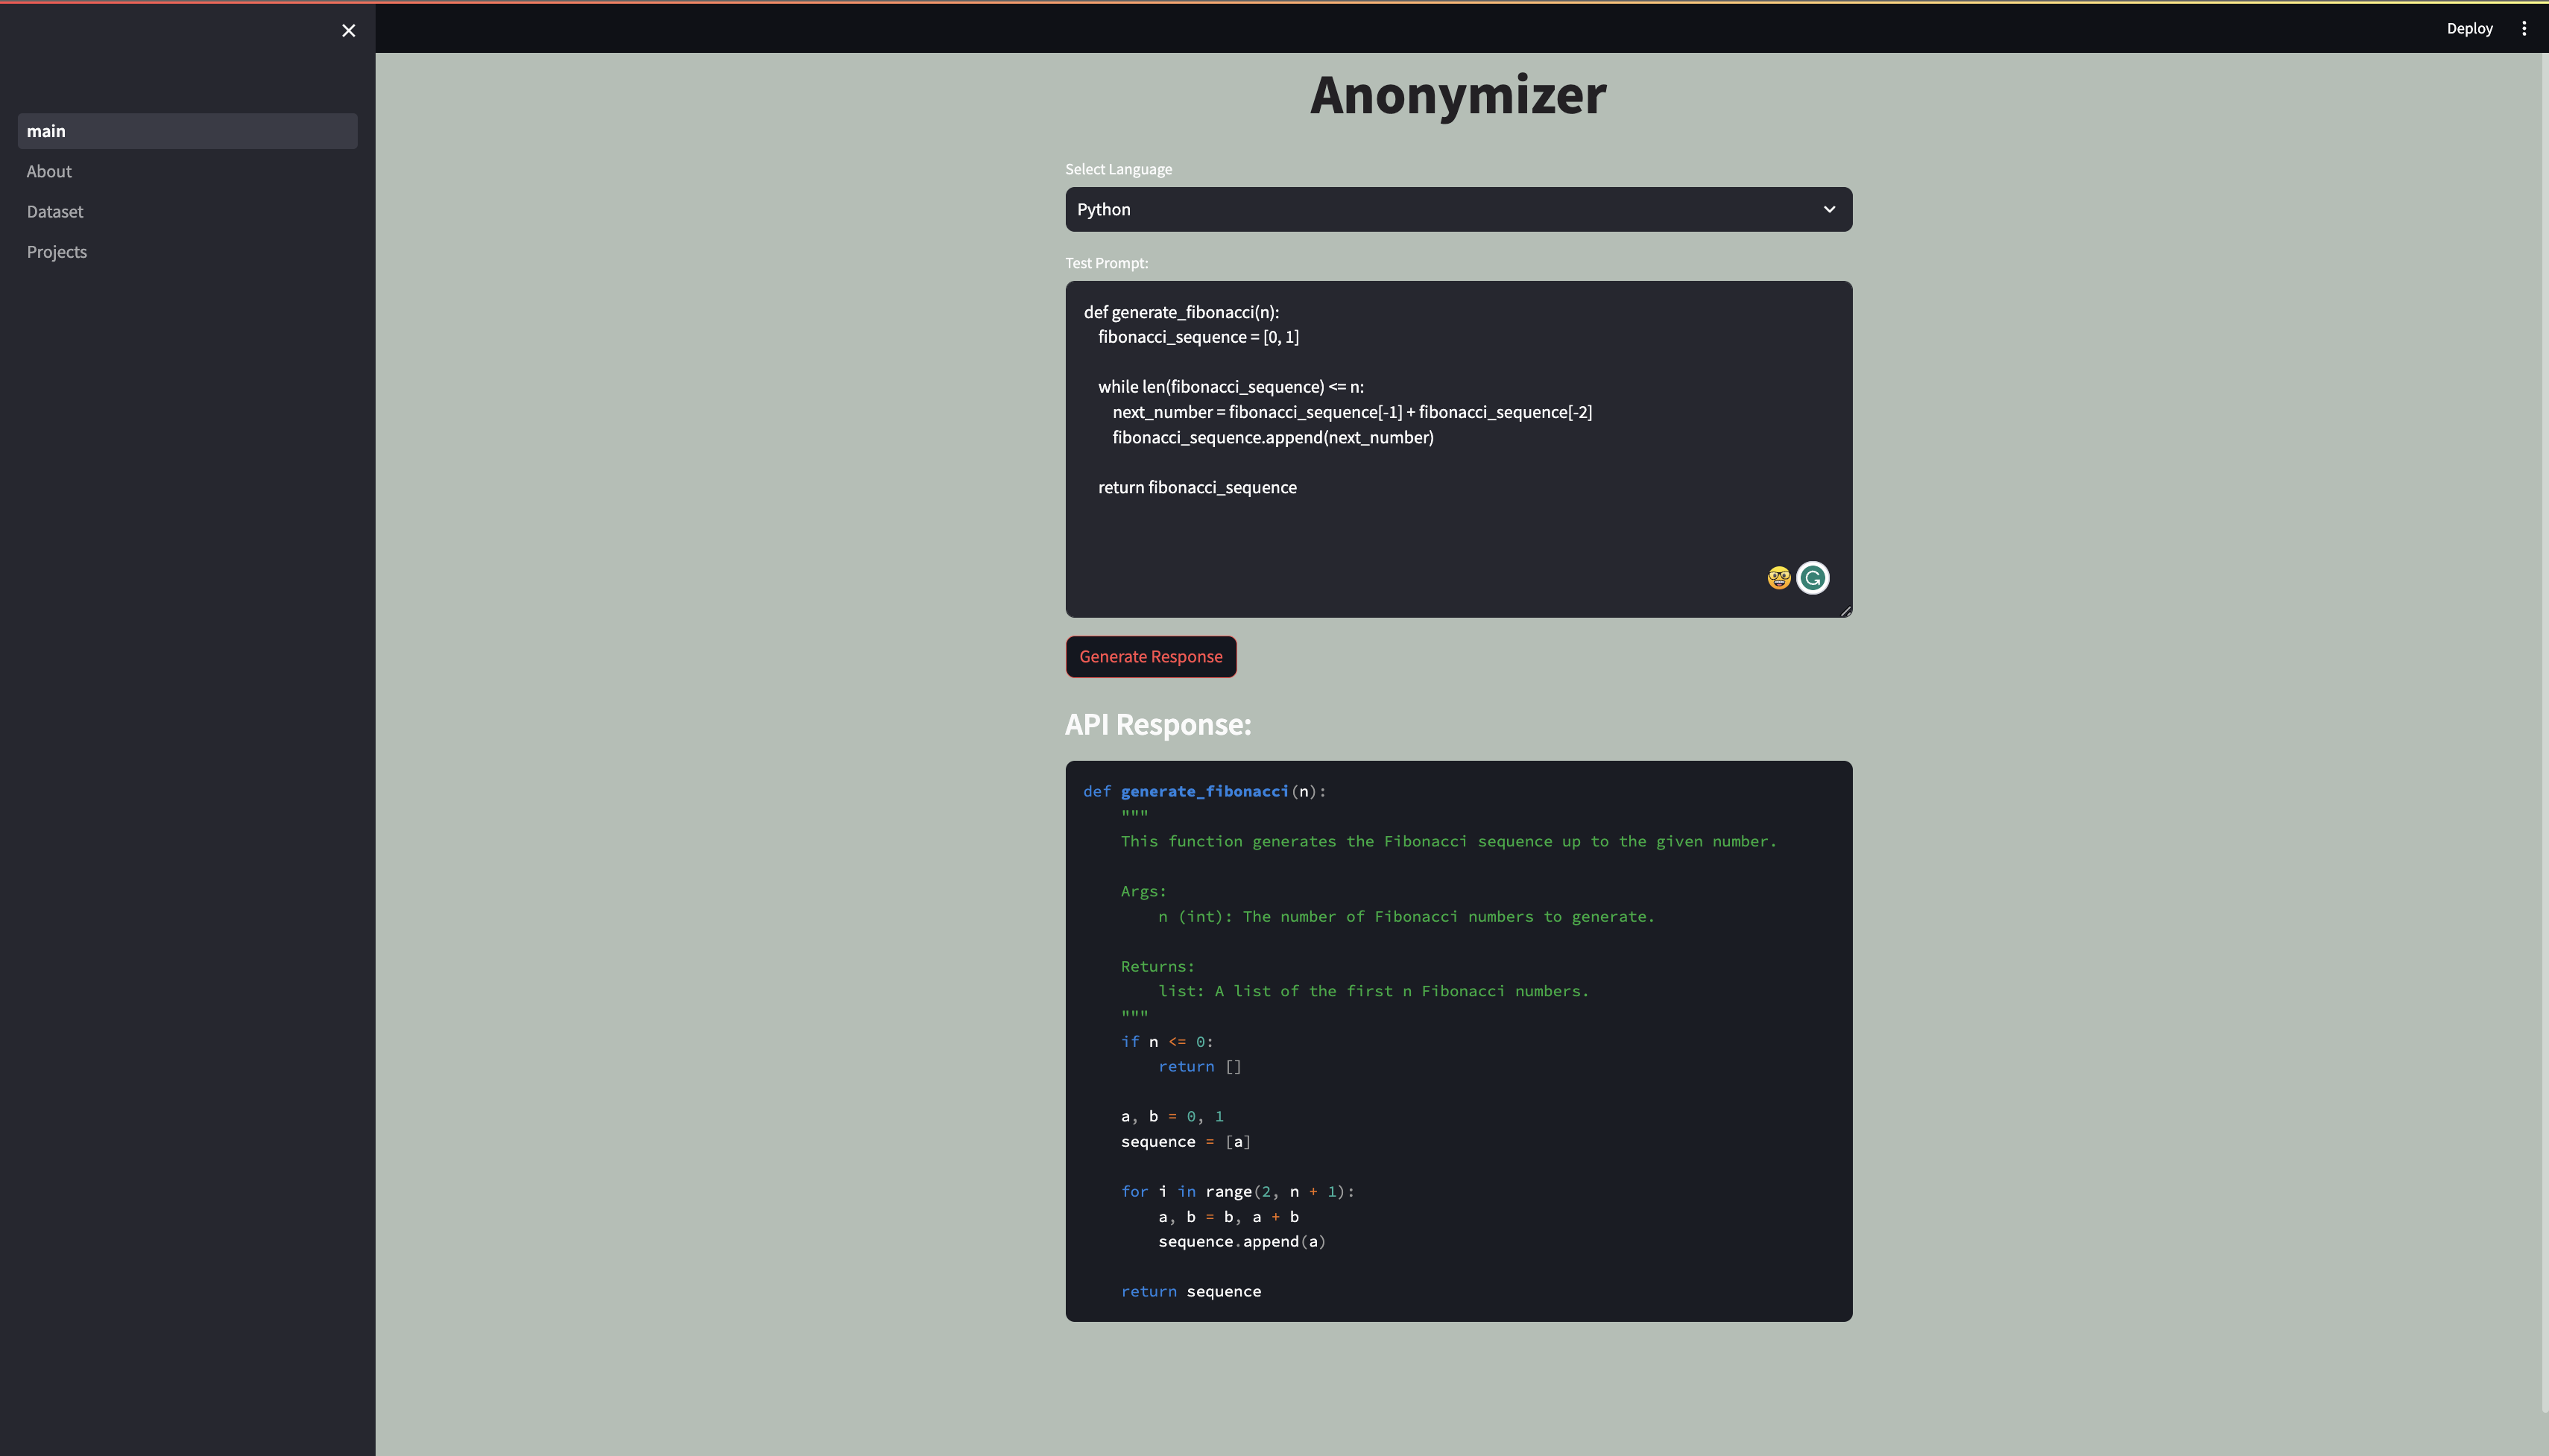 Deploy
main
About
Dataset
Projects
Anonymizer
Select Language
Python
Test Prompt:
def generate_fibonacci(n):
    fibonacci_sequence = [0, 1]
    while len(fibonacci_sequence) <= n:
        next_number = fibonacci_sequence[-1] + fibonacci_sequence[-2]
        fibonacci_sequence.append(next_number)
    return fibonacci_sequence
Generate Response
API Response:
def generate_fibonacci(n):
    """
    This function generates the Fibonacci sequence up to the given number.
    Args:
        n (int): The number of Fibonacci numbers to generate.
    Returns:
        list: A list of the first n Fibonacci numbers.
    """
    if n <= 0:
        return []
    a, b = 0, 1
    sequence = [a]
    for i in range(2, n + 1):
        a, b = b, a + b
        sequence.append(a)
    return sequence